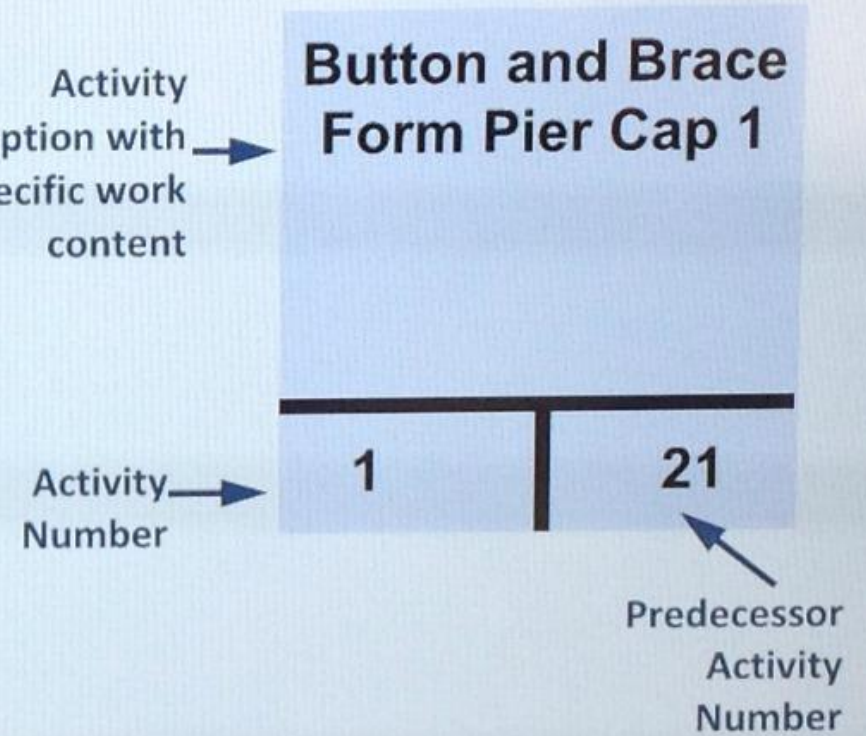 Button and Brace
Form Pier Cap 1
Activity
ption with
ecific work
content
1
21
Activity
Number
Predecessor
Activity
Number